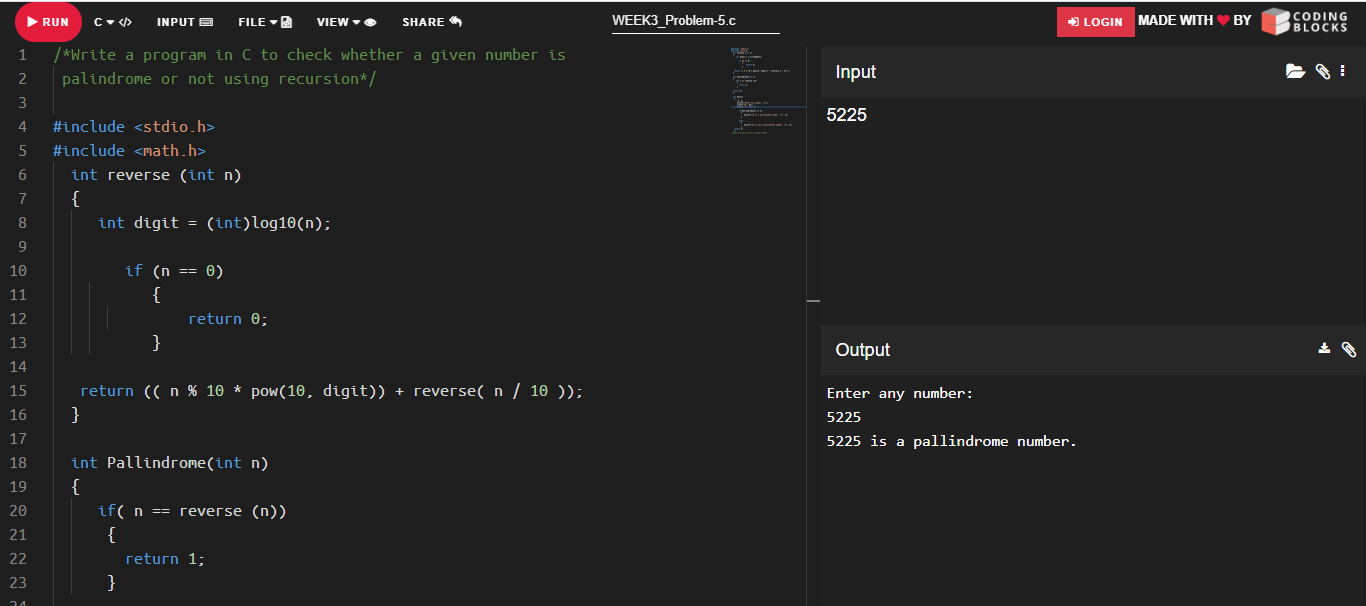 RUN C </> INPUT FILE VIEW SHARE WEEK3_Problem-5.c LOGIN MADE WITH BY CODING BLOCKS
1 /*Write a program in C to check whether a given number is
2 palindrome or not using recursion*/
3
4 #include <stdio.h>
5 #include <math.h>
6 int reverse (int n)
7 {
8 int digit = (int)log10(n);
9
10 if (n == 0)
11 {
12 return 0;
13 }
14
15 return (( n % 10 * pow(10, digit)) + reverse( n / 10 ));
16 }
17
18 int Pallindrome(int n)
19 {
20 if( n == reverse (n))
21 {
22 return 1;
23 }
24
Input
5225
Output
Enter any number:
5225
5225 is a pallindrome number.